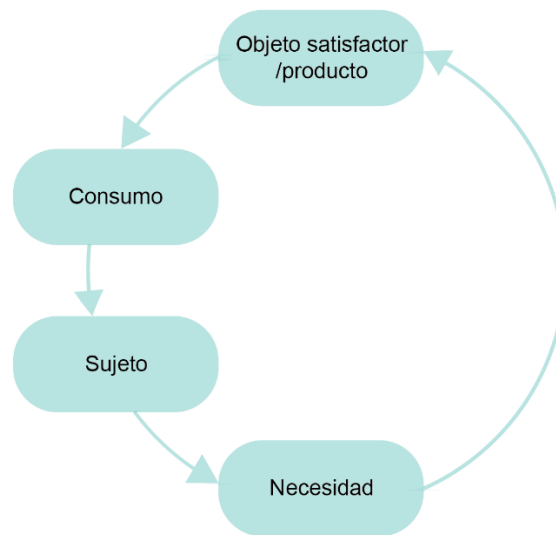 Objeto satisfactor
/producto
Consumo
Sujeto
Necesidad